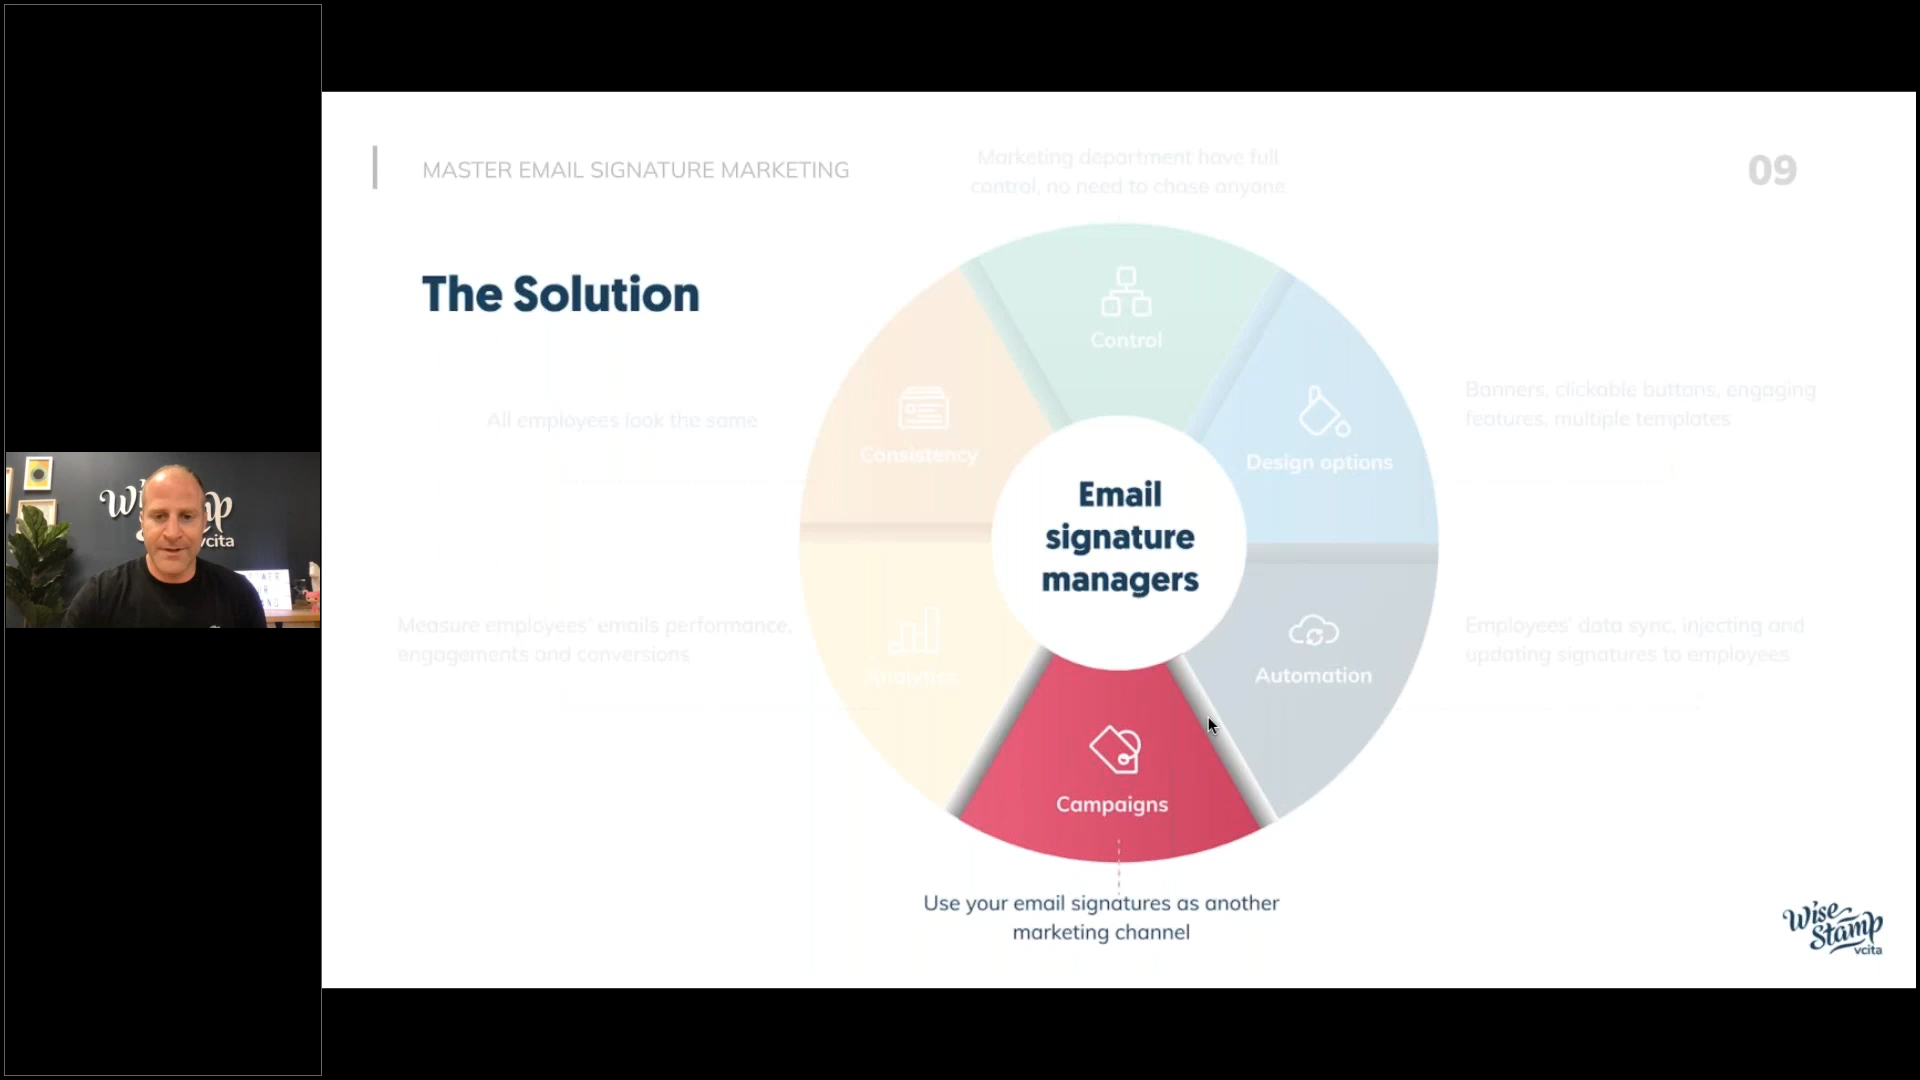 MASTER EMAIL SIGNATURE MARKETING
09
The Solution
Marketing department have full
control, no need to chase anyone
Control
Banners, clickable buttons, engaging
features, multiple templates
Design options
All employees look the same
Consistency
Email
signature
managers
Employees' data sync, injecting and
updating signatures to employees
Automation
Measure employees' emails performance,
engagements and conversions
Analytics
Campaigns
Use your email signatures as another
marketing channel
Wise
Stamp
vcita
vcita